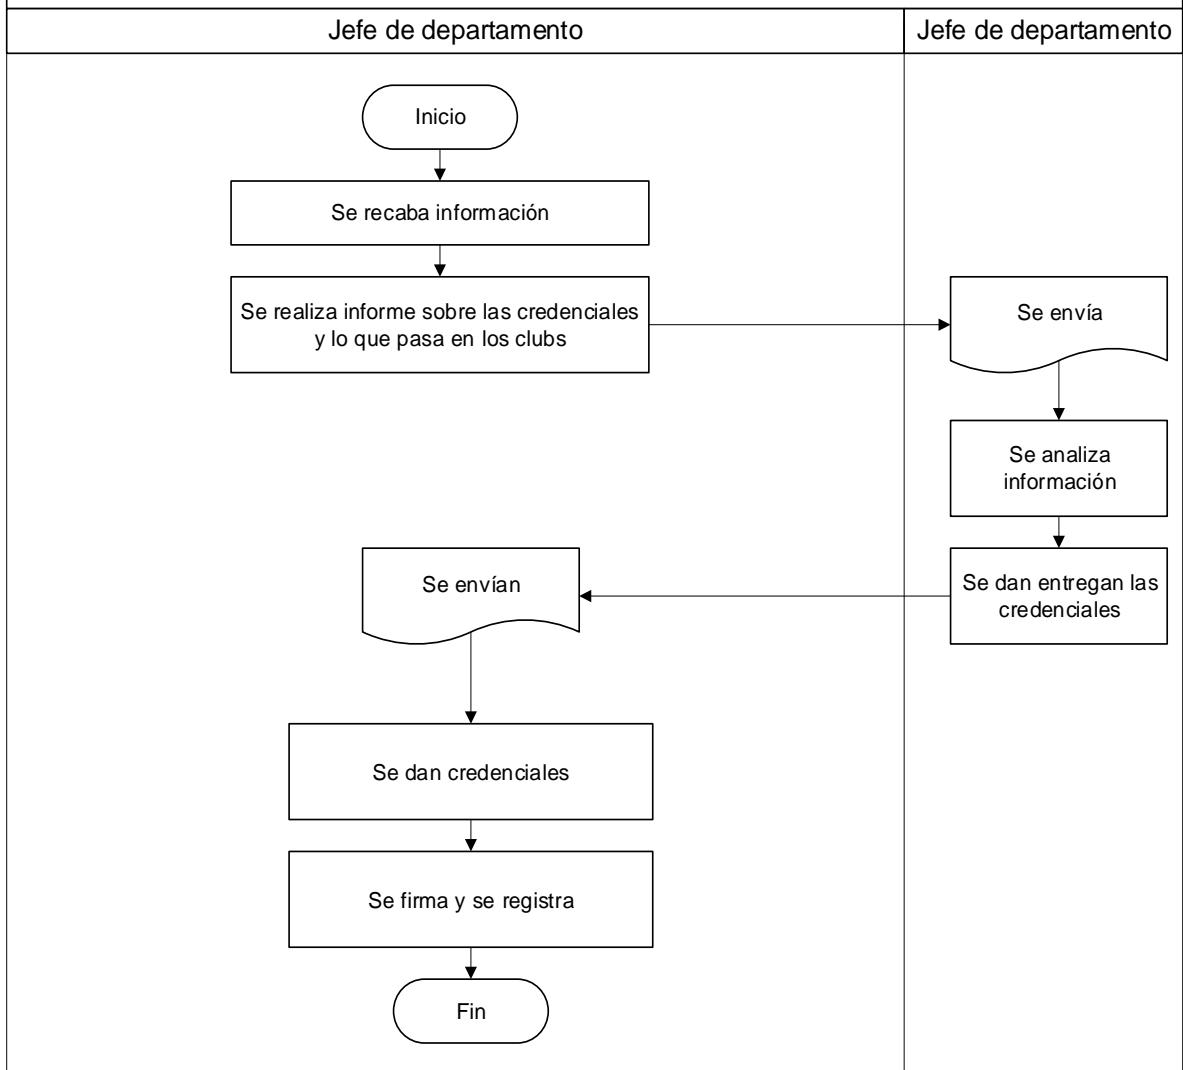 Jefe de departamento
Jefe de departamento
Inicio
Se recaba información
Se realiza informe sobre las credenciales
y lo que pasa en los clubs
Se envía
Se analiza
información
Se dan entregan las
credenciales
Se envían
Se dan credenciales
Se firma y se registra
Fin